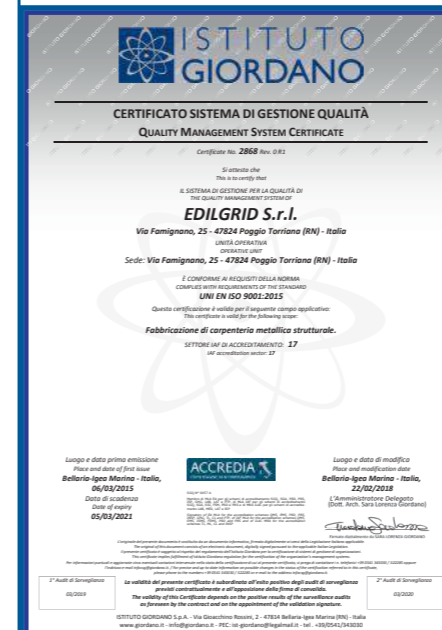 ISTITUTO
GIORDANO
CERTIFICATO SISTEMA DI GESTIONE QUALITÀ
QUALITY MANAGEMENT SYSTEM CERTIFICATE
Certificate No. 2868 Rev. 0 R1
Si attesta che
This is to certify that
IL SISTEMA DI GESTIONE PER LA QUALITÀ DI
THE QUALITY MANAGEMENT SYSTEM OF
EDILGRID S.r.l.
Via Famignano, 25 - 47824 Poggio Torriana (RN) - Italia
UNITÀ OPERATIVA
OPERATIVE UNIT
Sede: Via Famignano, 25 - 47824 Poggio Torriana (RN) - Italia
È CONFORME AI REQUISITI DELLA NORMA
COMPLIES WITH REQUIREMENTS OF THE STANDARD
UNI EN ISO 9001:2015
Questa certificazione è valida per il seguente campo applicativo:
This certificate is valid for the following scope:
Fabbricazione di carpenteria metallica strutturale.
SETTORE IAF DI ACCREDITAMENTO: 17
IAF accreditation sector: 17
Luogo e data prima emissione
Place and date of first issue
Bellaria-Igea Marina - Italia,
06/03/2015
Data di scadenza
Date of expiry
05/03/2021
ACCREDIA
Luogo e data di modifica
Place and modification date
Bellaria-Igea Marina - Italia,
22/02/2018
L'Amministratore Delegato
(Dott. Arch. Sara Lorenza Giordano)
Firmato digitalmente da SARA LORENZA GIORDANO
1° Audit di Sorveglianza
03/2019
La validità del presente certificato è subordinata all'esito positivo degli audit di sorveglianza
previsti contrattualmente e all'apposizione della firma di convalida.
The validity of this Certificate depends on the positive results of the surveillance audits
as foreseen by the contract and on the appointment of the validation signature.
2° Audit di Sorveglianza
03/2020
ISTITUTO GIORDANO S.p.A. - Via Gioacchino Rossini, 2 - 47814 Bellaria-Igea Marina (RN) - Italia
www.giordano.it - info@giordano.it - PEC: ist-giordano@legalmail.it - tel. +39/0541/343030